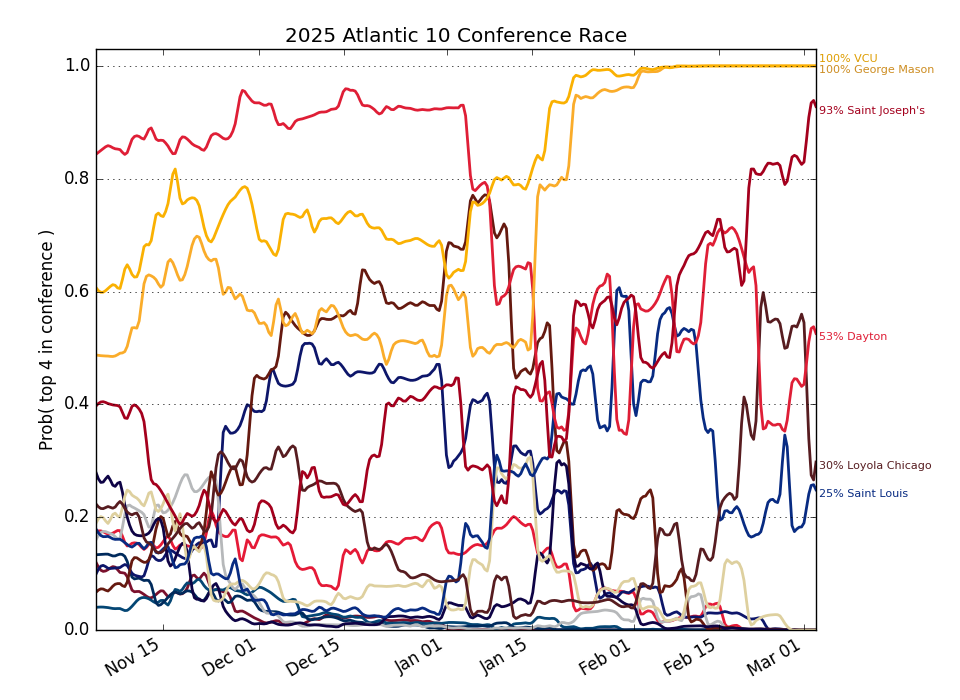 2025 Atlantic 10 Conference Race
Prob( top 4 in conference )
1.0
0.8
0.6
0.4
0.2
0.0
Nov 15
Dec 01
Dec 15
Jan 01
Jan 15
Feb 01
Feb 15
Mar 01
100% VCU
100% George Mason
93% Saint Joseph's
53% Dayton
30% Loyola Chicago
25% Saint Louis